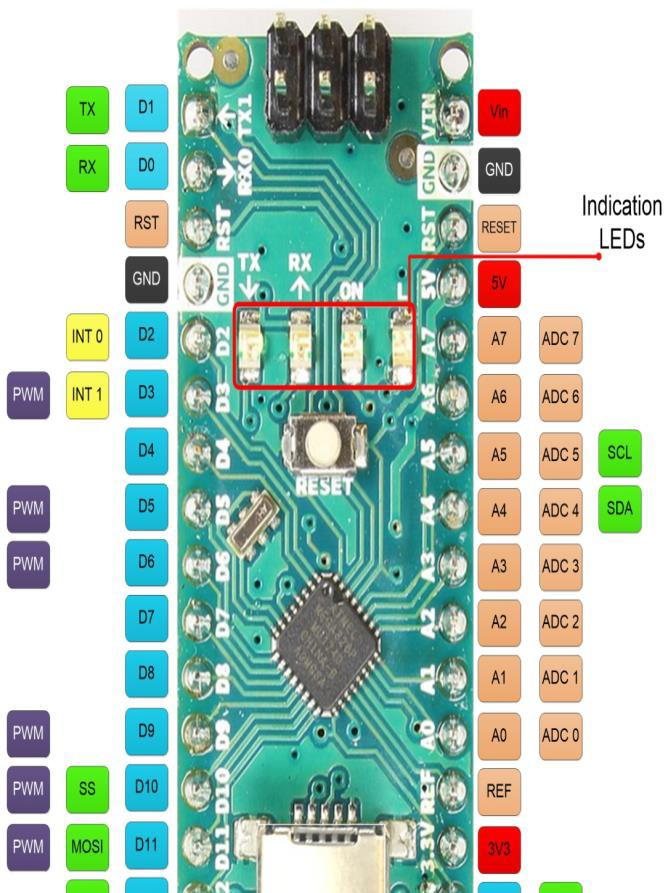 TX D1 TX1 VIN Vin
RX D0 RX0 GND GND
RST RST RST RESET
Indication
LEDs
GND GND TX RX ON L 5V 5V
INT 0 D2 D2 A7 A7 ADC 7
PWM INT 1 D3 D3 A6 A6 ADC 6
D4 D4 A5 A5 ADC 5 SCL
RESET
PWM D5 D5 A4 A4 ADC 4 SDA
PWM D6 D6 A3 A3 ADC 3
D7 D7 A2 A2 ADC 2
D8 D8 A1 A1 ADC 1
PWM D9 D9 A0 A0 ADC 0
PWM SS D10 D10 REF REF
PWM MOSI D11 D11 3.3V 3V3